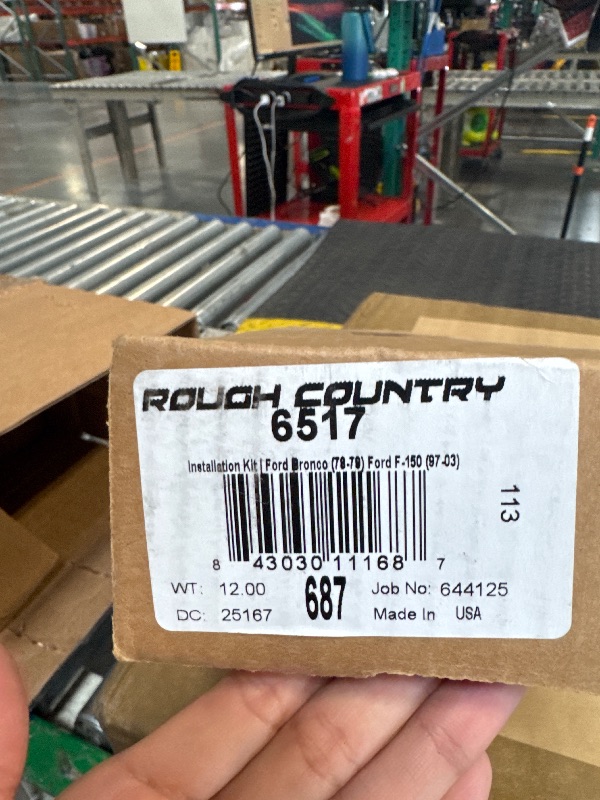 ROUGH COUNTRY
6517
Installation Kit | Ford Bronco (78-79) Ford F-150 (97-03)
113
8 43030 11168 7
WT: 12.00 687 Job No: 644125
DC: 25167 Made In USA